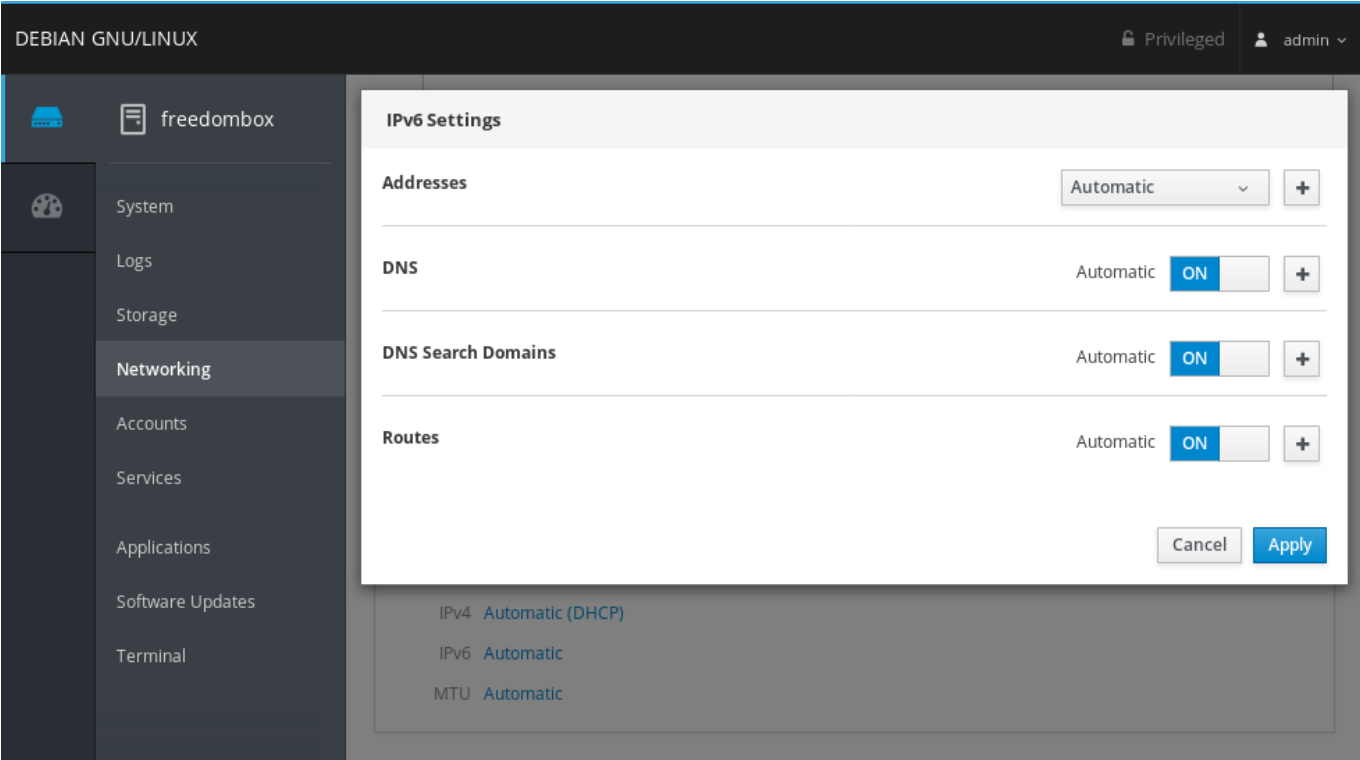 DEBIAN GNU/LINUX
Privileged
admin
freedombox
System
Logs
Storage
Networking
Accounts
Services
Applications
Software Updates
Terminal
IPv6 Settings
Addresses
Automatic
DNS
Automatic ON
DNS Search Domains
Automatic ON
Routes
Automatic ON
Cancel
Apply
IPv4 Automatic (DHCP)
IPv6 Automatic
MTU Automatic